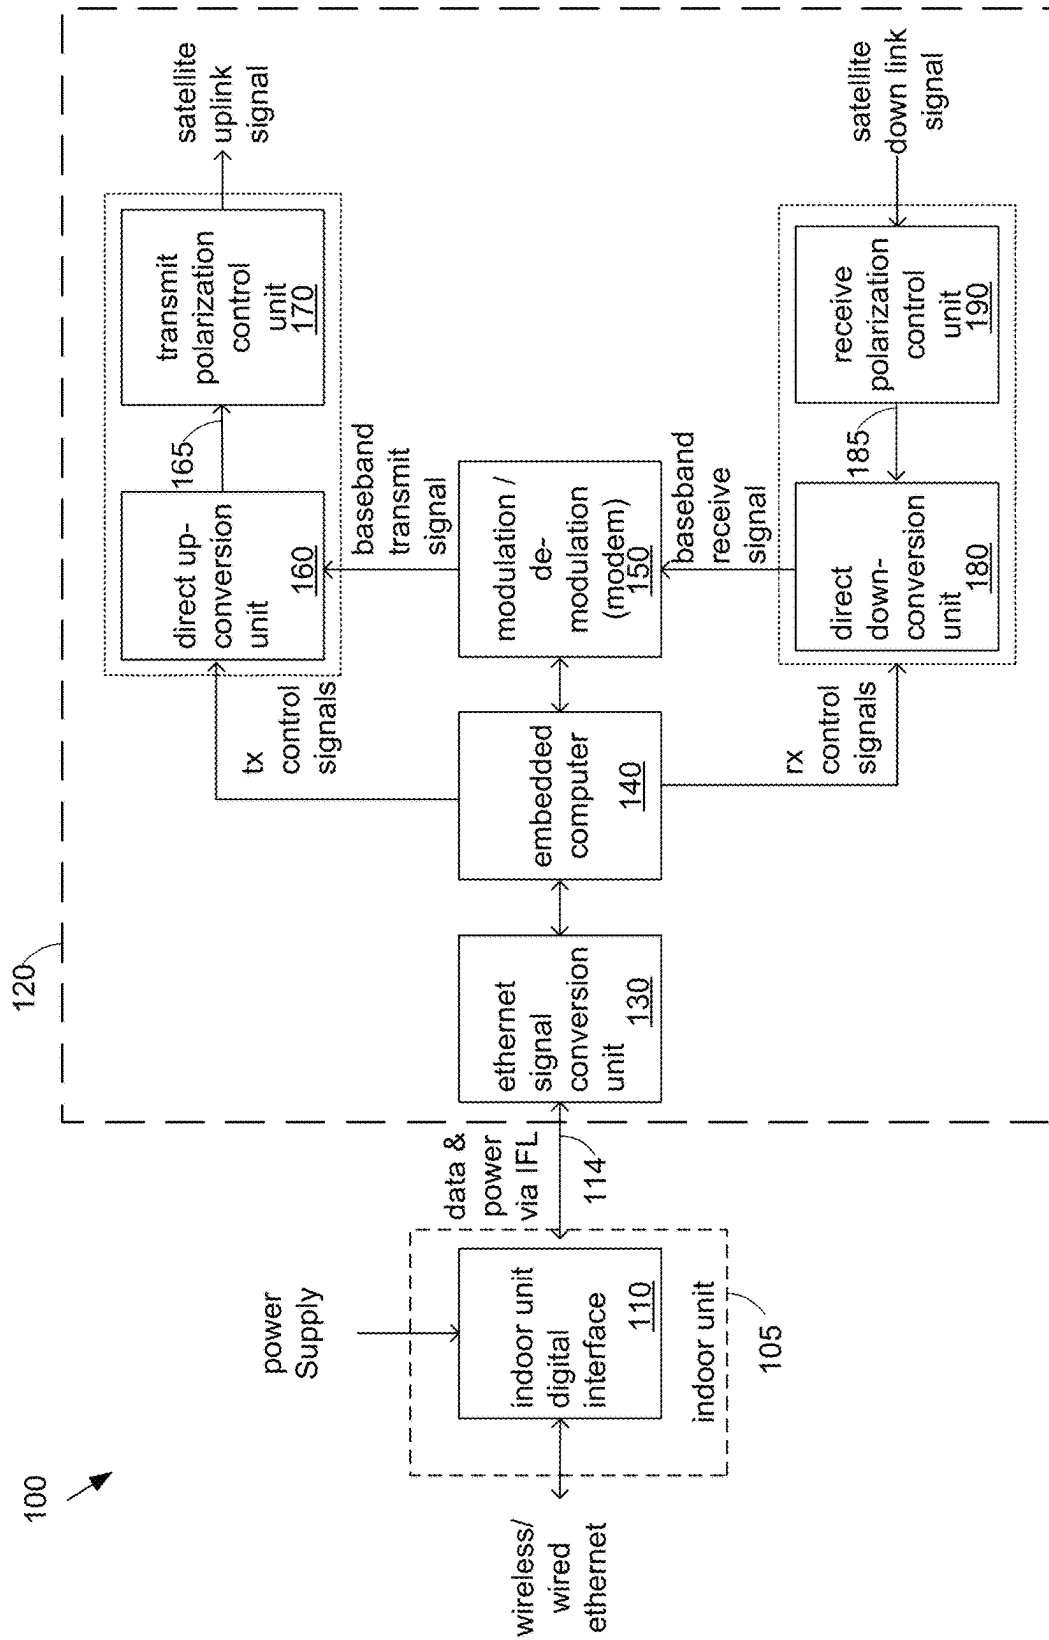 100
120
wireless/
wired
ethernet
power
Supply
indoor unit
digital
interface
110
indoor unit
105
data &
power
via IFL
114
ethernet
signal
conversion
unit
130
embedded
computer
140
tx
control
signals
rx
control
signals
modulation /
de-
modulation
(modem)
150
baseband
transmit
signal
baseband
receive
signal
direct up-
conversion
unit
160
165
transmit
polarization
control
unit
170
satellite
uplink
signal
direct
down-
conversion
unit
180
185
receive
polarization
control
unit
190
satellite
down link
signal